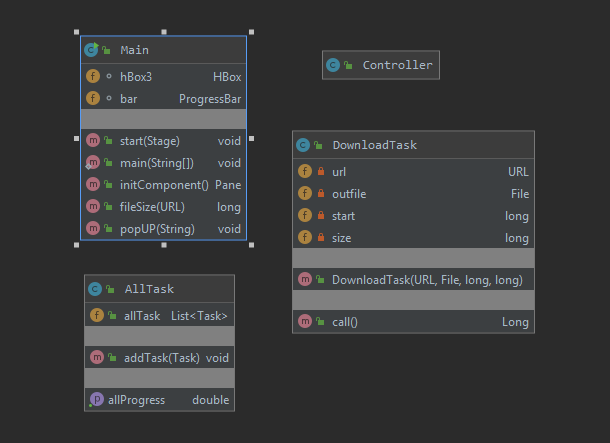 Main
hBox3 HBox
bar ProgressBar
start(Stage) void
main(String[]) void
initComponent() Pane
fileSize(URL) long
popUP(String) void
Controller
DownloadTask
url URL
outfile File
start long
size long
DownloadTask(URL, File, long, long)
call() Long
AllTask
allTask List<Task>
addTask(Task) void
allProgress double